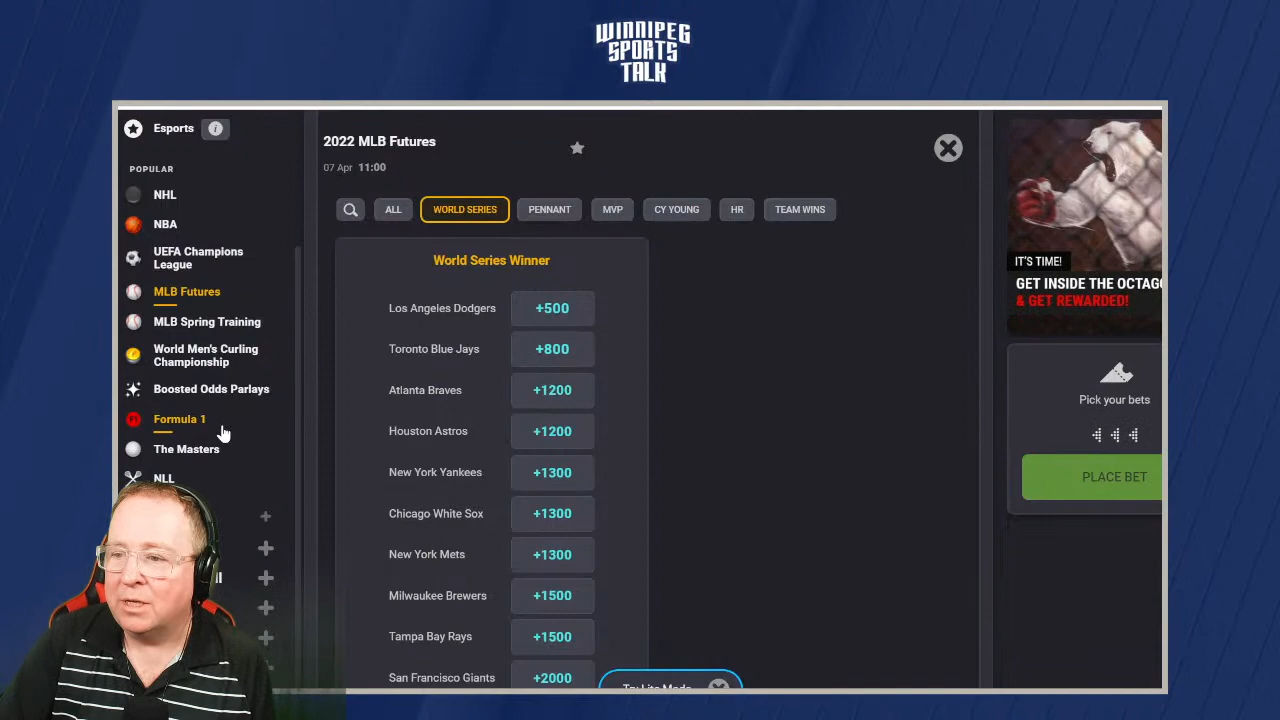 WINNIPEG
SPORTS
TALK
Esports
POPULAR
NHL
NBA
UEFA Champions
League
MLB Futures
MLB Spring Training
World Men's Curling
Championship
Boosted Odds Parlays
Formula 1
The Masters
NLL
2022 MLB Futures
07 Apr 11:00
ALL
WORLD SERIES
PENNANT
MVP
CY YOUNG
HR
TEAM WINS
World Series Winner
Los Angeles Dodgers +500
Toronto Blue Jays +800
Atlanta Braves +1200
Houston Astros +1200
New York Yankees +1300
Chicago White Sox +1300
New York Mets +1300
Milwaukee Brewers +1500
Tampa Bay Rays +1500
San Francisco Giants +2000
Try Lite Mode
IT'S TIME!
GET INSIDE THE OCTAG
& GET REWARDED!
Pick your bets
PLACE BET